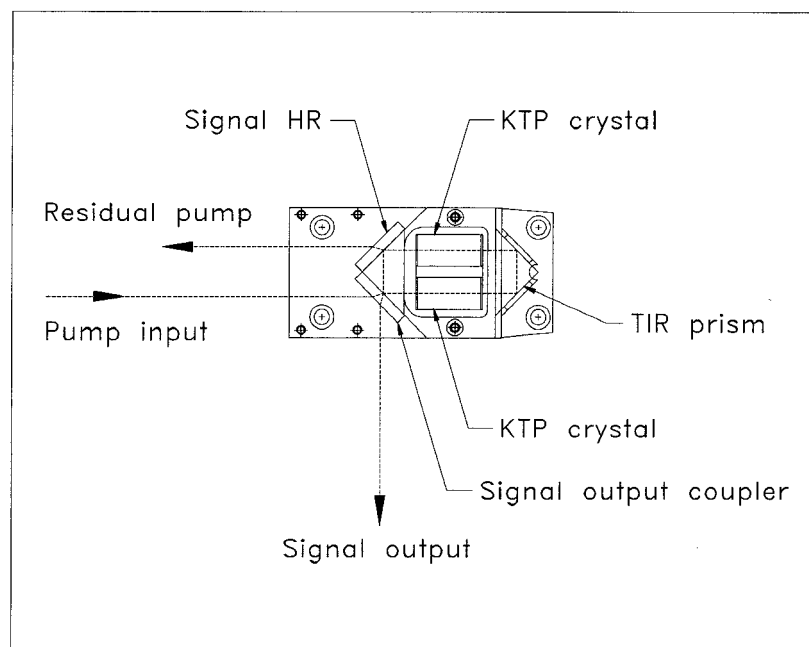 Signal HR
KTP crystal
Residual pump
Pump input
TIR prism
KTP crystal
Signal output coupler
Signal output